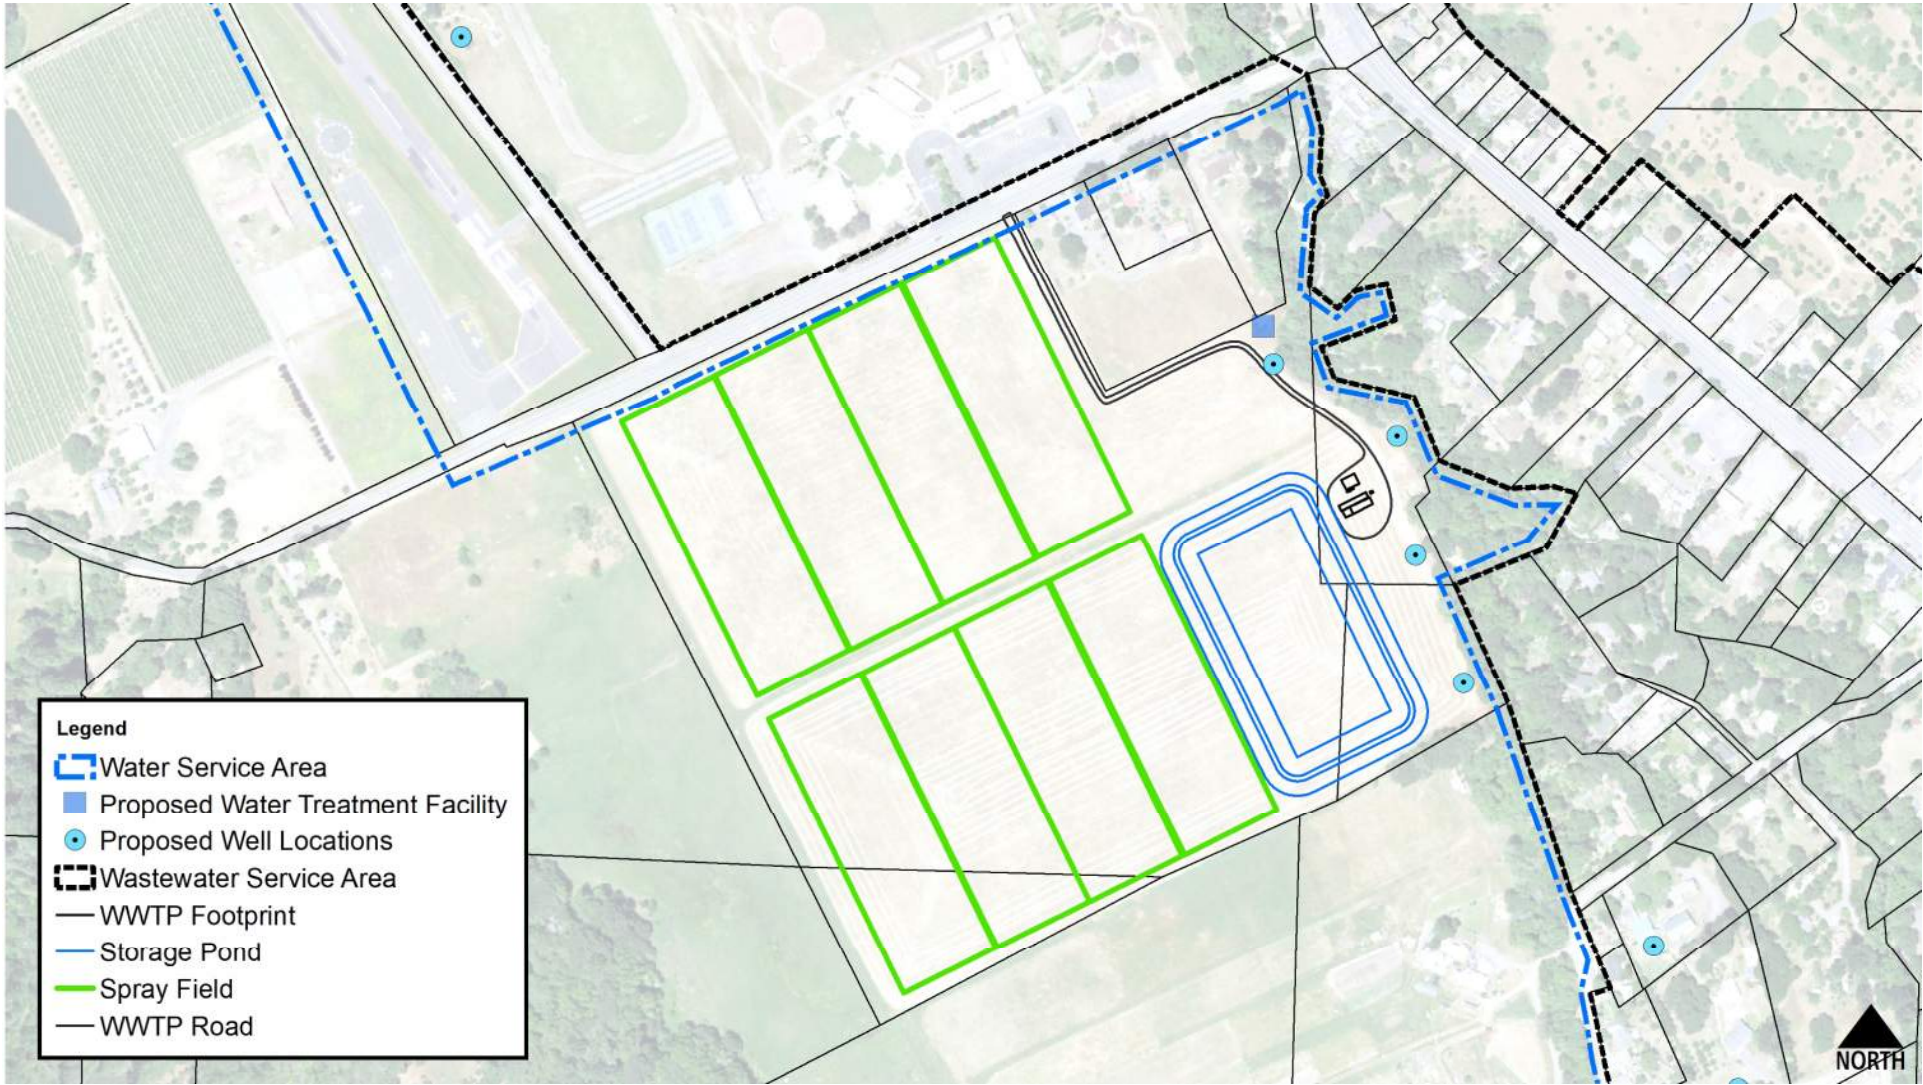 Legend
Water Service Area
Proposed Water Treatment Facility
Proposed Well Locations
Wastewater Service Area
WWTP Footprint
Storage Pond
Spray Field
WWTP Road
NORTH